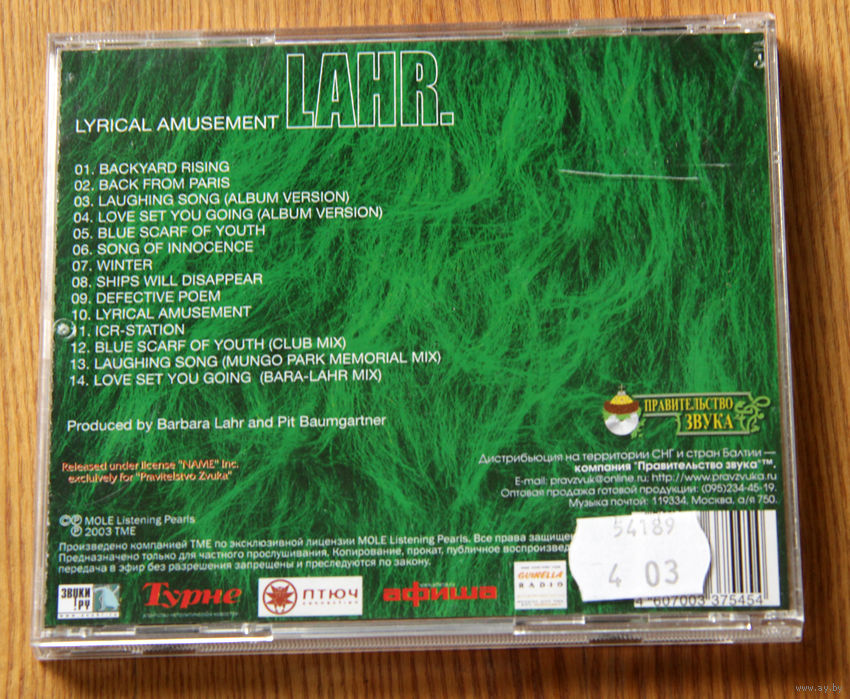 LYRICAL AMUSEMENT LAHR.
01. BACKYARD RISING
02. BACK FROM PARIS
03. LAUGHING SONG (ALBUM VERSION)
04. LOVE SET YOU GOING (ALBUM VERSION)
05. BLUE SCARF OF YOUTH
06. SONG OF INNOCENCE
07. WINTER
08. SHIPS WILL DISAPPEAR
09. DEFECTIVE POEM
10. LYRICAL AMUSEMENT
11. ICR-STATION
12. BLUE SCARF OF YOUTH (CLUB MIX)
13. LAUGHING SONG (MUNGO PARK MEMORIAL MIX)
14. LOVE SET YOU GOING (BARA-LAHR MIX)
Produced by Barbara Lahr and Pit Baumgartner
ПРАВИТЕЛЬСТВО
ЗВУКА
Дистрибьюция на территории СНГ и стран Балтии —
компания "Правительство звука"™.
E-mail: pravzvuk@online.ru; http://www.pravzvuka.ru
Оптовая продажа готовой продукции: (095)234-45-19.
Музыка почтой: 119334, Москва, а/я 750.
Released under license "NAME" Inc.
exclulvely for "Pravitelstvo Zvuka"
©℗ MOLE Listening Pearls
℗ 2003 TME
Произведено компанией TME по эксклюзивной лицензии MOLE Listening Pearls. Все права защищен
Предназначено только для частного прослушивания. Копирование, прокат, публичное воспроизвед
передача в эфир без разрешения запрещены и преследуются по закону.
54189
4 03
4 607003 375454
ЗВУКИ
.РУ
Турне
ПТЮЧ
connection
афиша
GUIRELLA
RADIO
www.ay.by